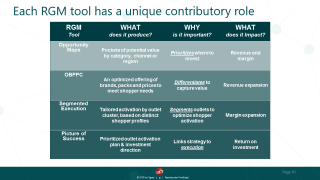 Each RGM tool has a unique contributory role
RGM
Tool
WHAT
does it produce?
WHY
is it important?
WHAT
does it impact?
Opportunity
Maps
Pockets of potential value
by category, channel or
region
Prioritizes where to
invest
Revenue and
margin
OBPPC
An optimized offering of
brands, packs and prices to
meet shopper needs
Differentiates to
capture value
Revenue expansion
Segmented
Execution
Tailored activation by outlet
cluster, based on distinct
shopper profiles
Segments outlets to
optimize shopper
activation
Margin expansion
Picture of
Success
Prioritized outlet activation
plan & investment
direction
Links strategy to
execution
Return on
investment